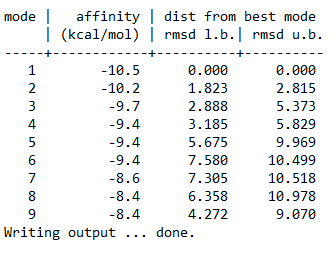 mode |   affinity | dist from best mode
     | (kcal/mol) | rmsd l.b.| rmsd u.b.
-----+------------+----------+----------
   1       -10.5      0.000      0.000
   2       -10.2      1.823      2.815
   3        -9.7      2.888      5.373
   4        -9.4      3.185      5.829
   5        -9.4      5.675      9.969
   6        -9.4      7.580     10.499
   7        -8.6      7.305     10.518
   8        -8.4      6.358     10.978
   9        -8.4      4.272      9.070
Writing output ... done.